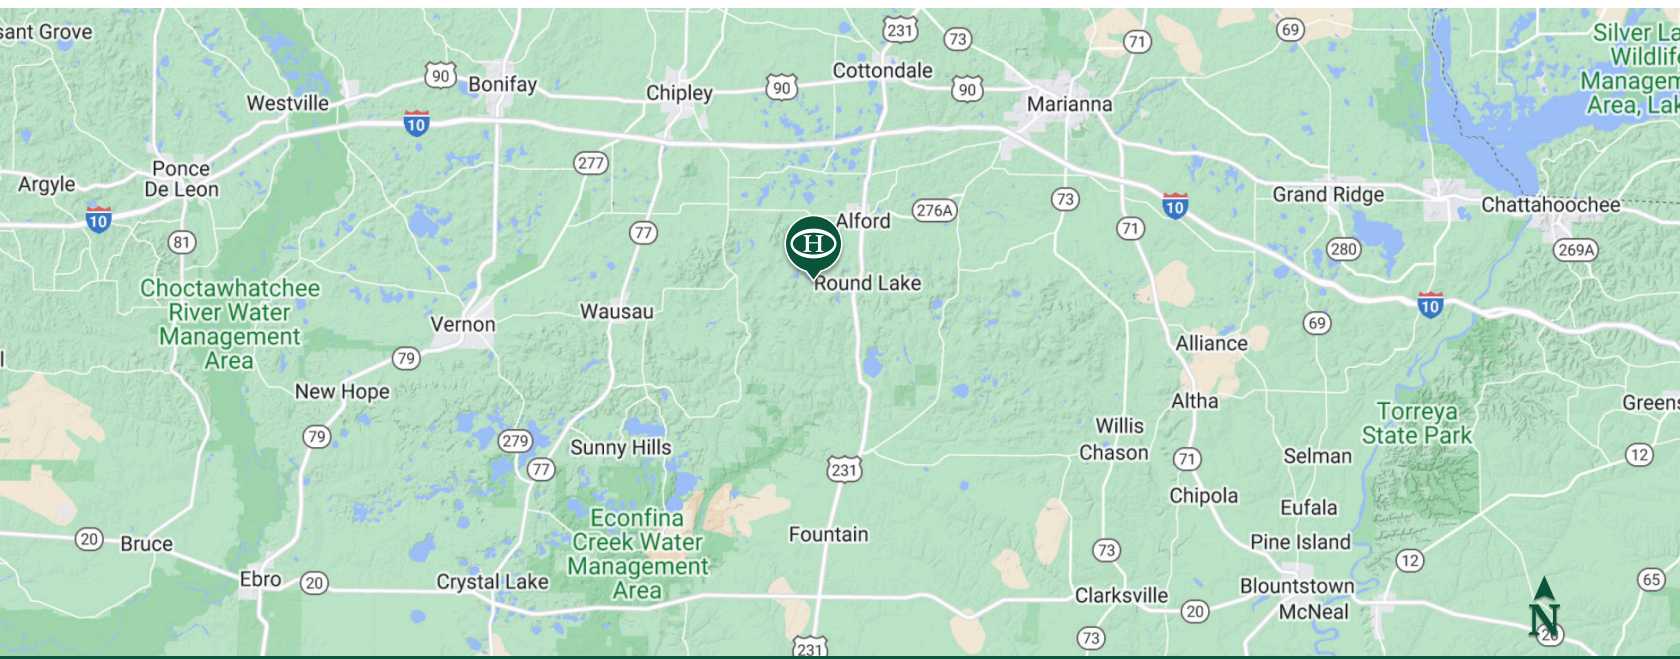 sant Grove
231
73
71
69
Silver La
Wildlife
Managem
Area, Lak
90
Bonifay
Cottondale
90
90
Chipley
Westville
Marianna
10
277
Ponce
De Leon
Argyle
10
81
Grand Ridge
Chattahoochee
10
73
71
276A
Alford
77
280
269A
H
Round Lake
Choctawhatchee
River Water
Management
Area
Vernon
Wausau
10
69
Alliance
79
l
New Hope
Altha
Torreya
State Park
Greens
Willis
Chason
79
279
77
Sunny Hills
231
71
Selman
12
Chipola
Eufala
Econfina
Creek Water
Management
Area
Fountain
20
Bruce
Pine Island
73
12
Ebro
20
Crystal Lake
Clarksville
Blountstown
McNeal
20
65
73
231
N
20